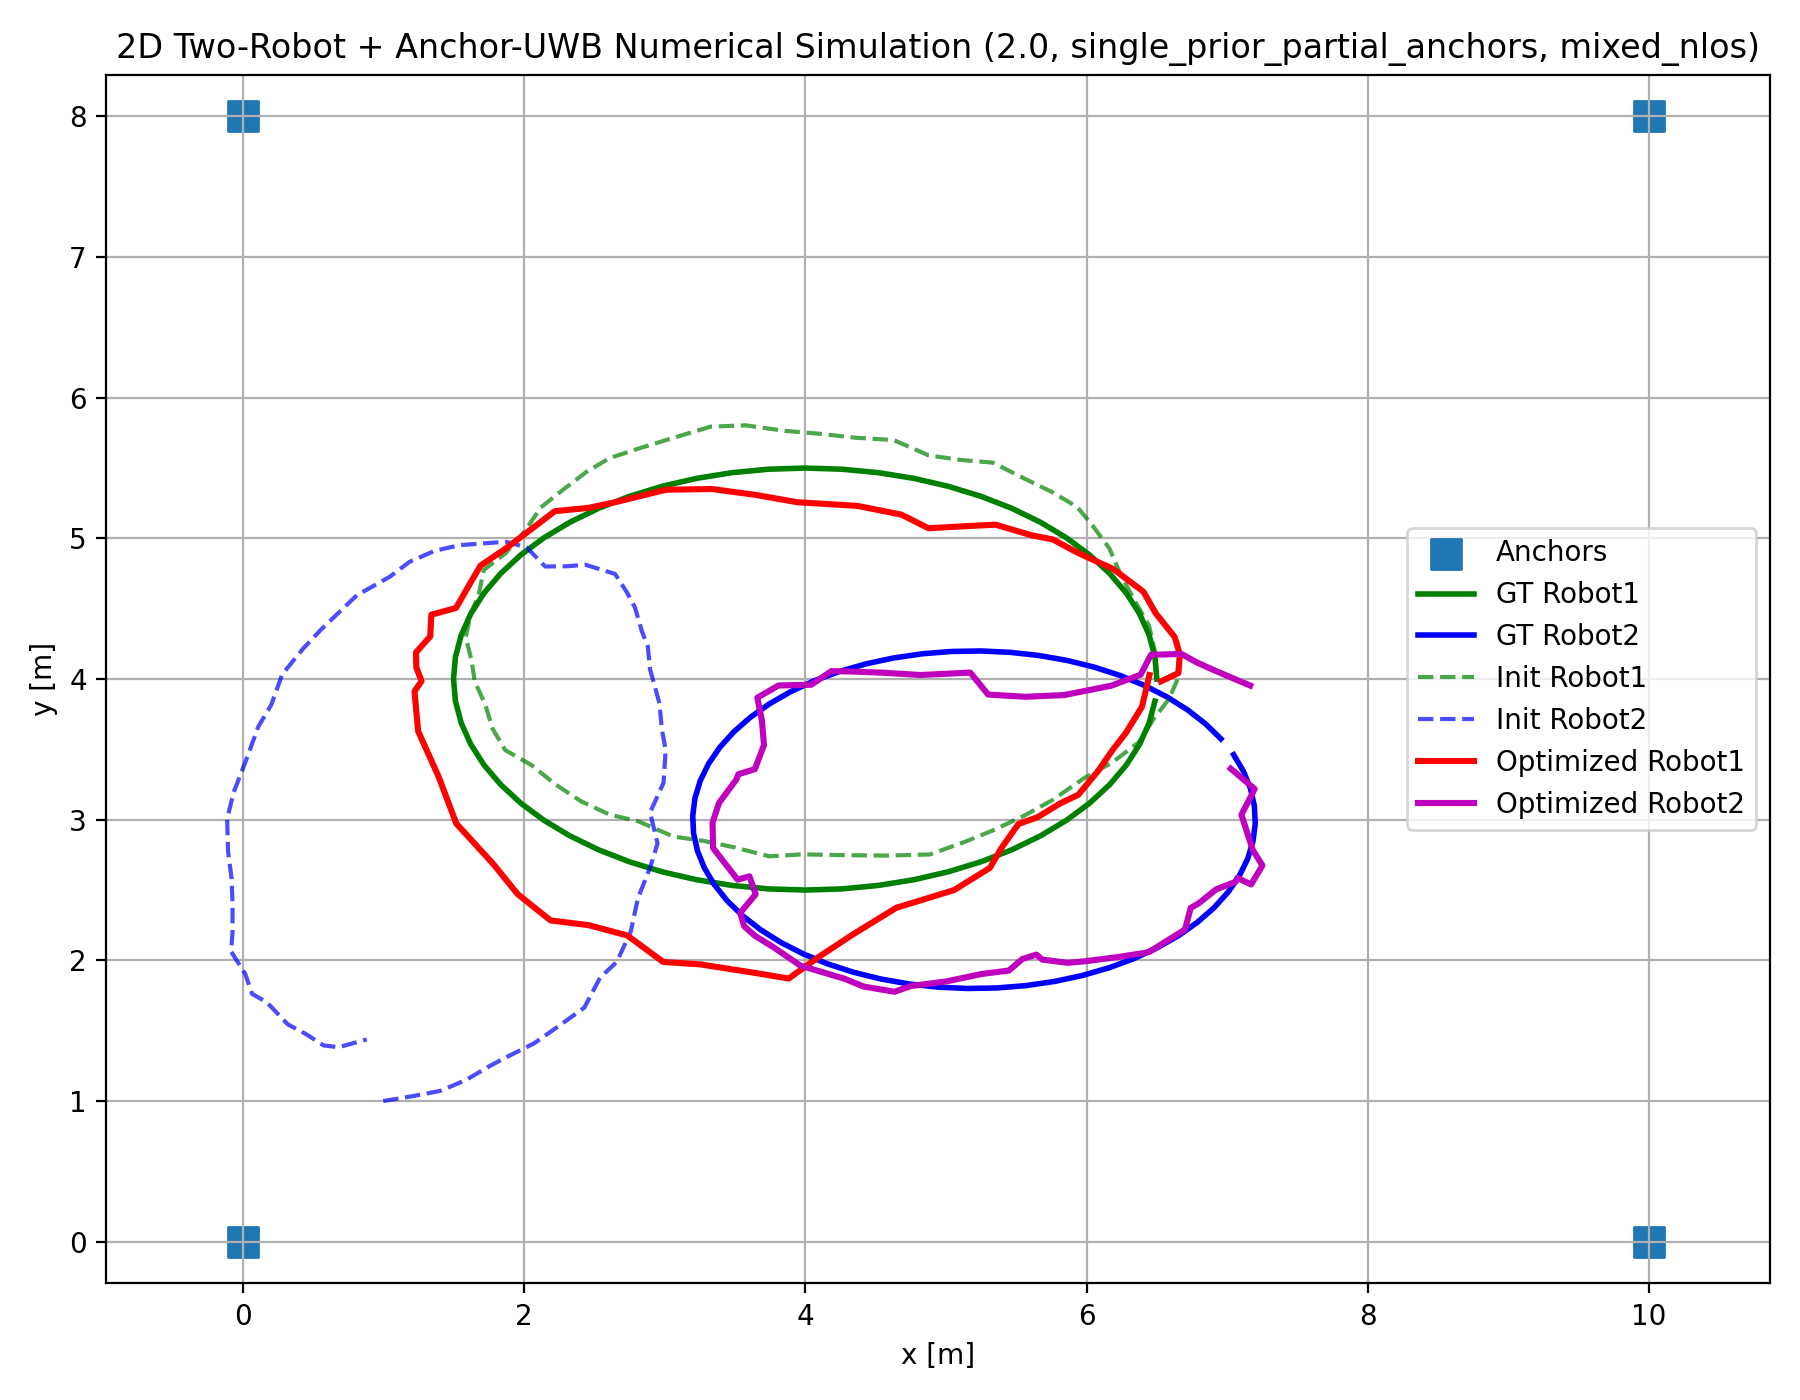 2D Two-Robot + Anchor-UWB Numerical Simulation (2.0, single_prior_partial_anchors, mixed_nlos)
8
7
6
5
4
3
2
1
0
y [m]
Anchors
GT Robot1
GT Robot2
Init Robot1
Init Robot2
Optimized Robot1
Optimized Robot2
0 2 4 6 8 10
x [m]